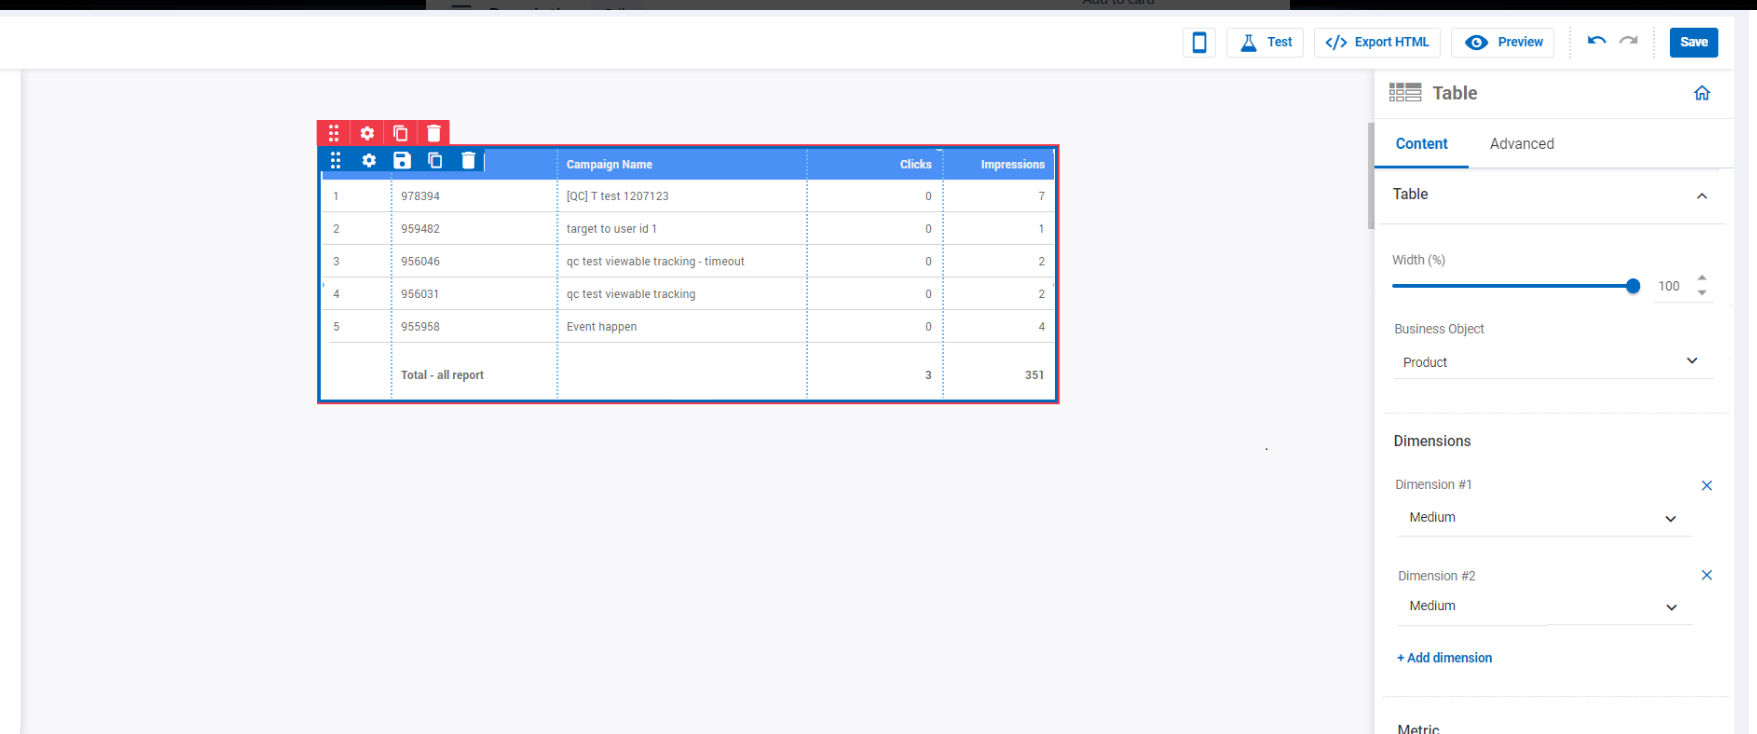 Add to card
Test
Export HTML
Preview
Save
Table
Content Advanced
Table
Width (%)
100
Business Object
Product
Dimensions
Dimension #1
Medium
Dimension #2
Medium
+ Add dimension
Metric
Campaign Name Clicks Impressions
1 978394 [QC] T test 1207123 0 7
2 959482 target to user id 1 0 1
3 956046 qc test viewable tracking - timeout 0 2
4 956031 qc test viewable tracking 0 2
5 955958 Event happen 0 4
Total - all report 3 351